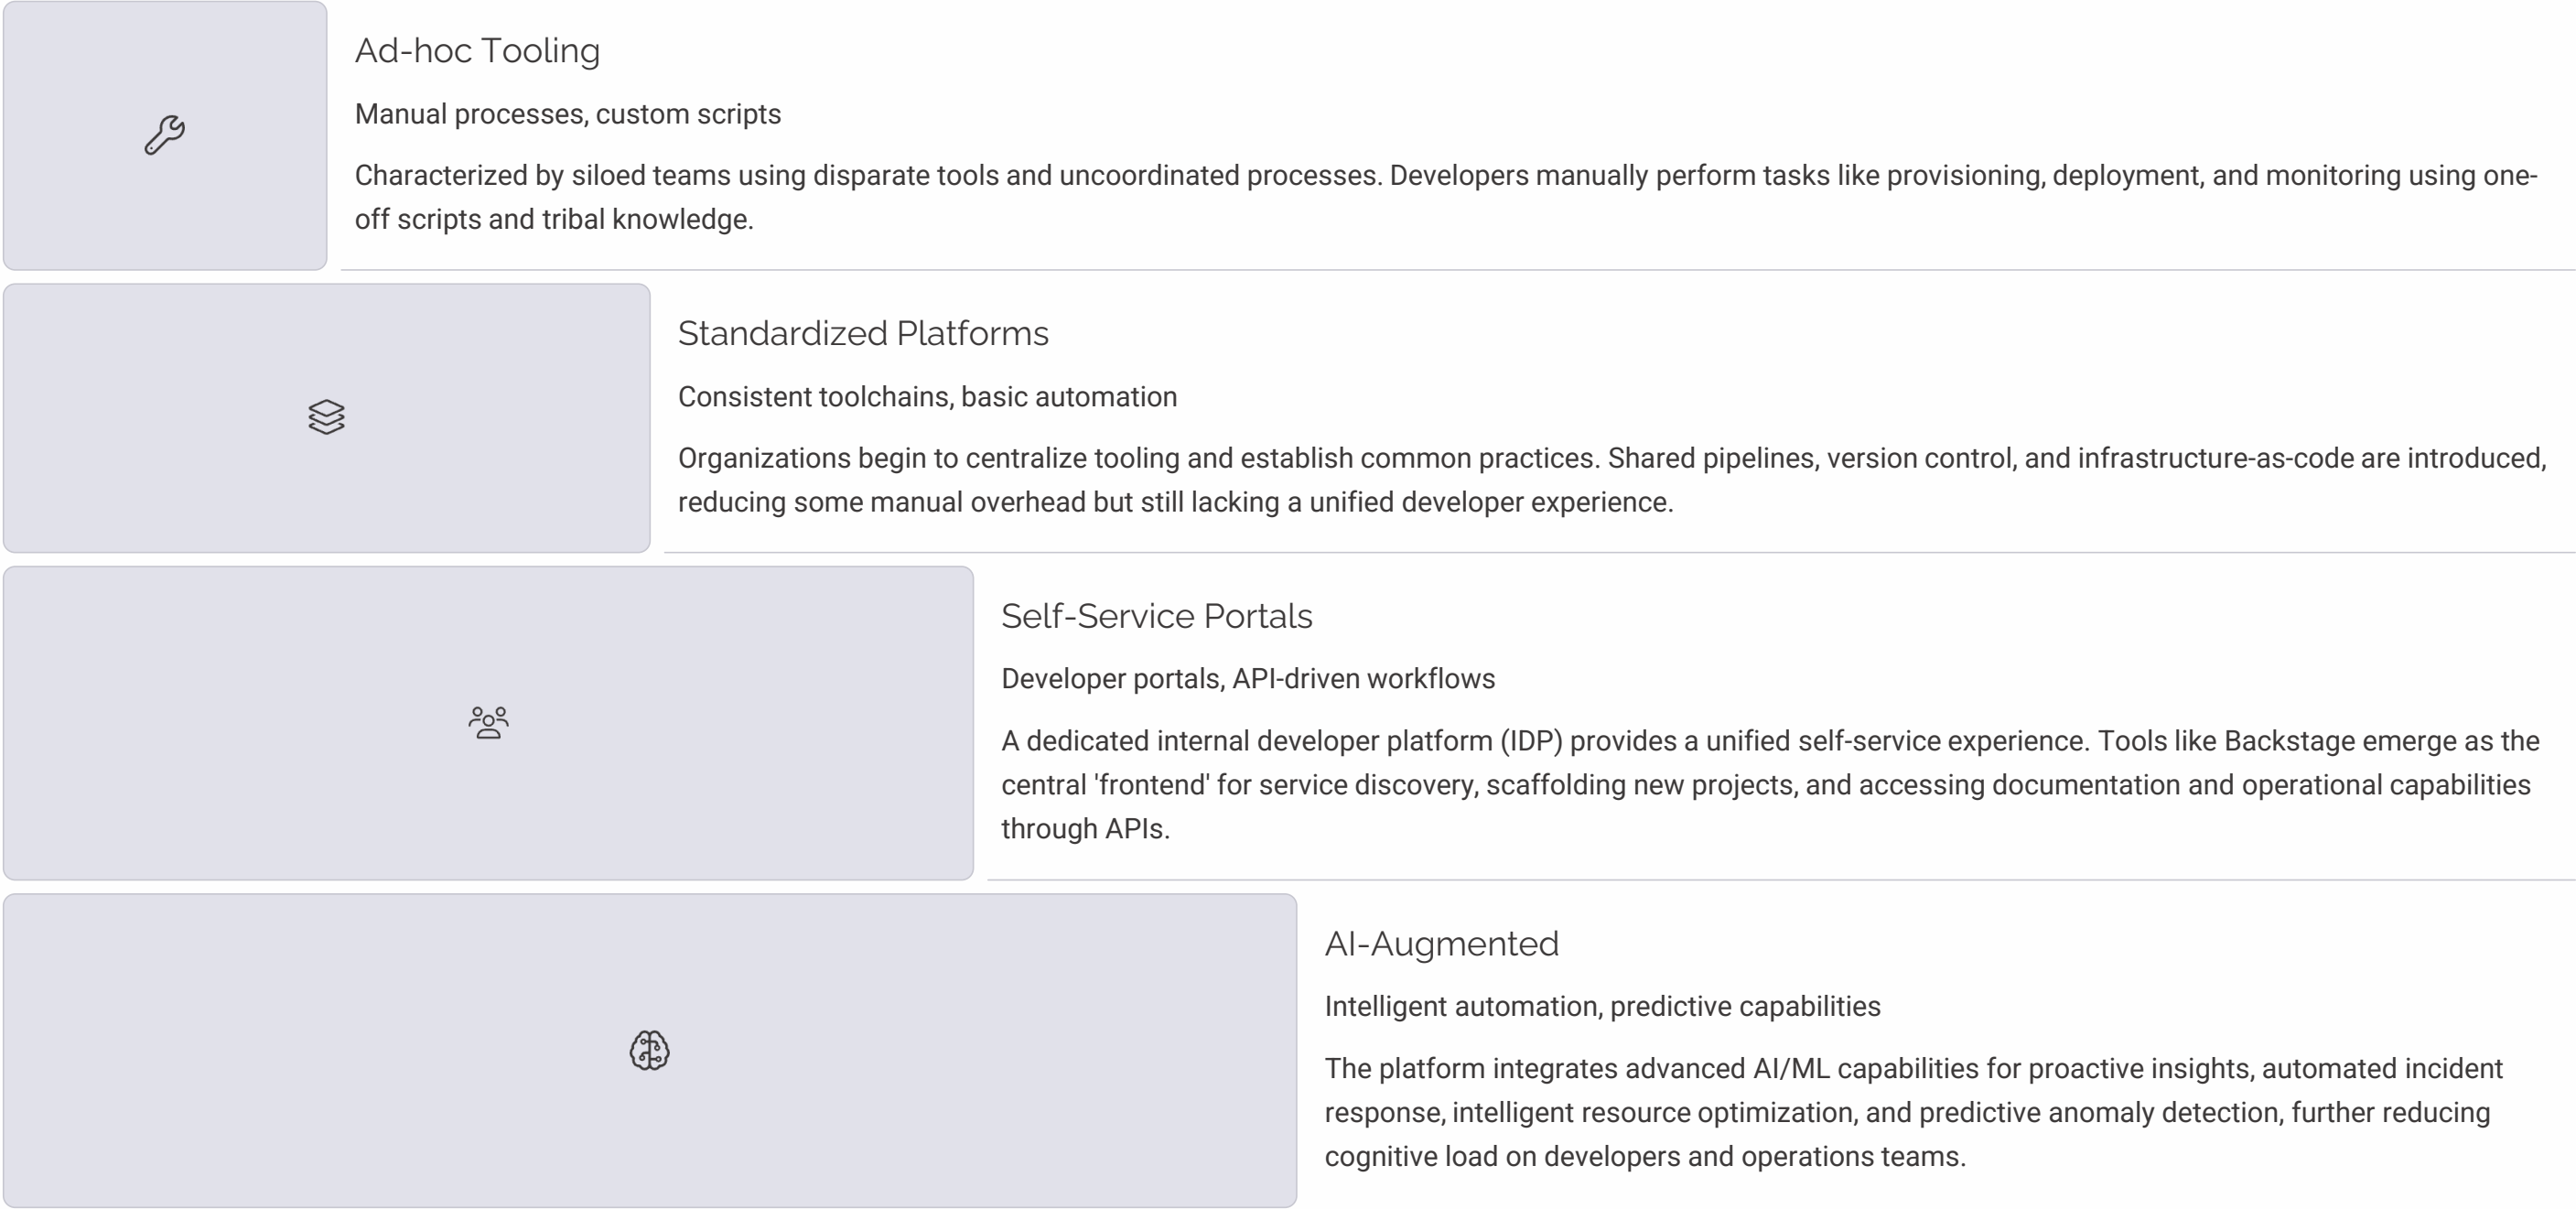 Ad-hoc Tooling
Manual processes, custom scripts
Characterized by siloed teams using disparate tools and uncoordinated processes. Developers manually perform tasks like provisioning, deployment, and monitoring using one-
off scripts and tribal knowledge.
Standardized Platforms
Consistent toolchains, basic automation
Organizations begin to centralize tooling and establish common practices. Shared pipelines, version control, and infrastructure-as-code are introduced,
reducing some manual overhead but still lacking a unified developer experience.
Self-Service Portals
Developer portals, API-driven workflows
A dedicated internal developer platform (IDP) provides a unified self-service experience. Tools like Backstage emerge as the
central 'frontend' for service discovery, scaffolding new projects, and accessing documentation and operational capabilities
through APIs.
AI-Augmented
Intelligent automation, predictive capabilities
The platform integrates advanced AI/ML capabilities for proactive insights, automated incident
response, intelligent resource optimization, and predictive anomaly detection, further reducing
cognitive load on developers and operations teams.